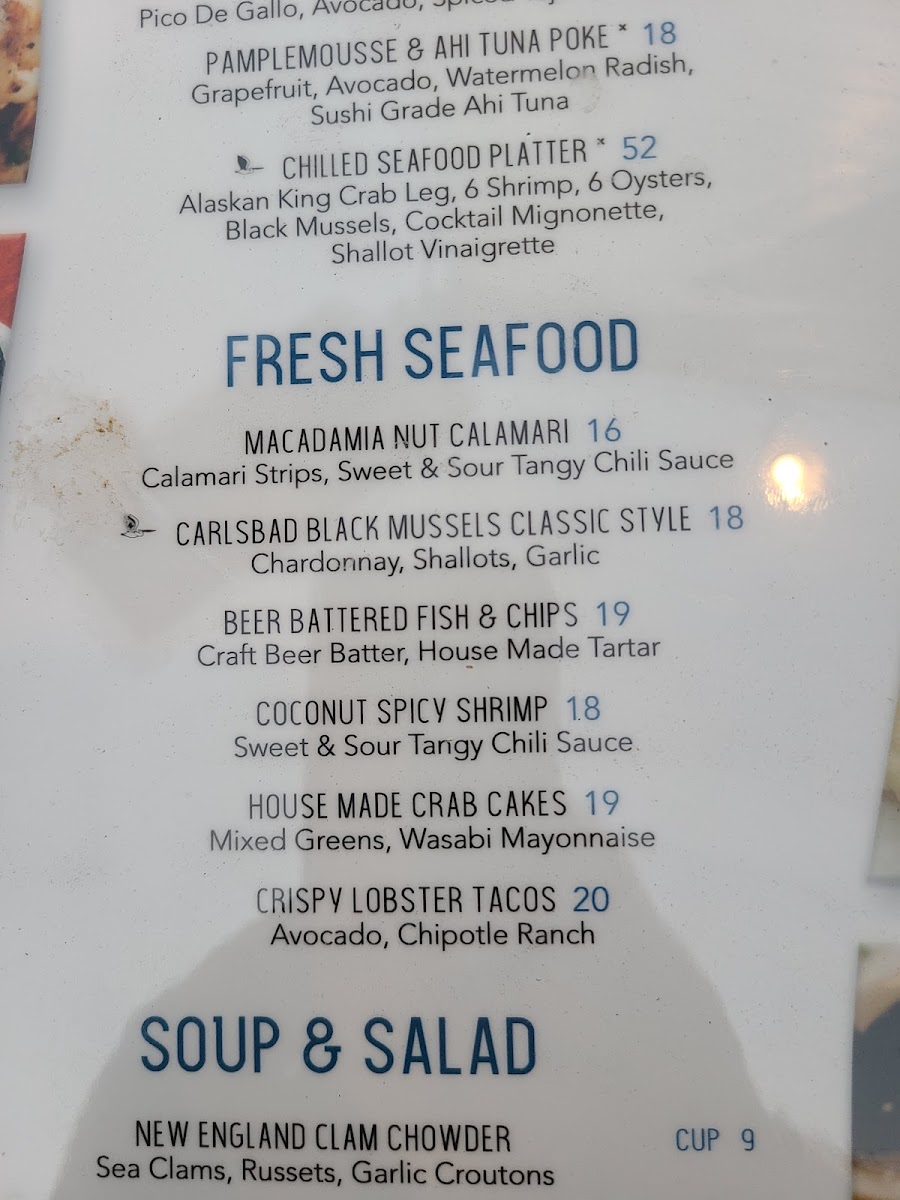 Pico De Gallo, Avocado,
PAMPLEMOUSSE & AHI TUNA POKE * 18
Grapefruit, Avocado, Watermelon Radish,
Sushi Grade Ahi Tuna
CHILLED SEAFOOD PLATTER * 52
Alaskan King Crab Leg, 6 Shrimp, 6 Oysters,
Black Mussels, Cocktail Mignonette,
Shallot Vinaigrette
FRESH SEAFOOD
MACADAMIA NUT CALAMARI 16
Calamari Strips, Sweet & Sour Tangy Chili Sauce
CARLSBAD BLACK MUSSELS CLASSIC STYLE 18
Chardonnay, Shallots, Garlic
BEER BATTERED FISH & CHIPS 19
Craft Beer Batter, House Made Tartar
COCONUT SPICY SHRIMP 18
Sweet & Sour Tangy Chili Sauce
HOUSE MADE CRAB CAKES 19
Mixed Greens, Wasabi Mayonnaise
CRISPY LOBSTER TACOS 20
Avocado, Chipotle Ranch
SOUP & SALAD
NEW ENGLAND CLAM CHOWDER CUP 9
Sea Clams, Russets, Garlic Croutons